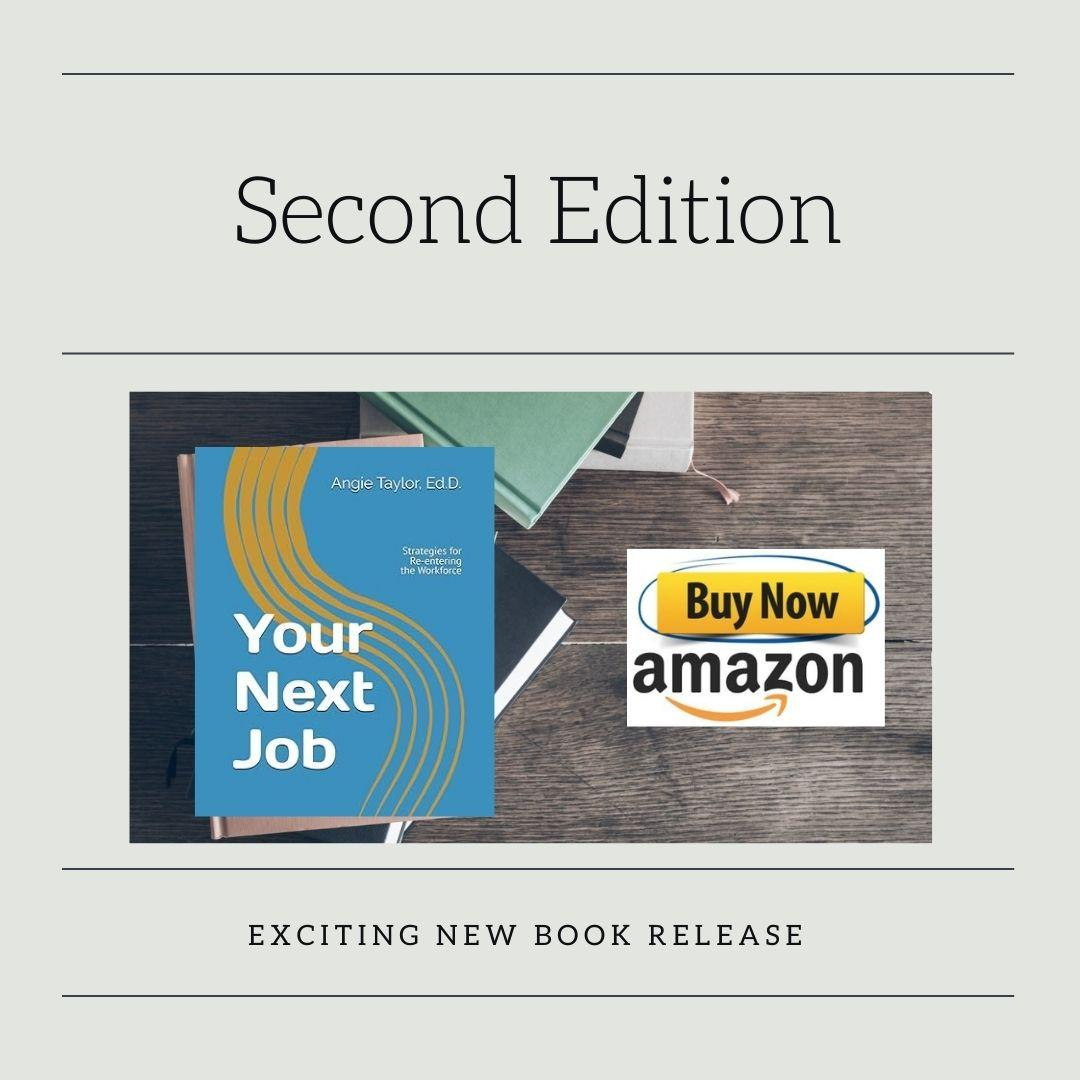 Second Edition
Angie Taylor, Ed.D.
Strategies for
Re-entering
the Workforce
Your
Next
Job
Buy Now
amazon
EXCITING NEW BOOK RELEASE